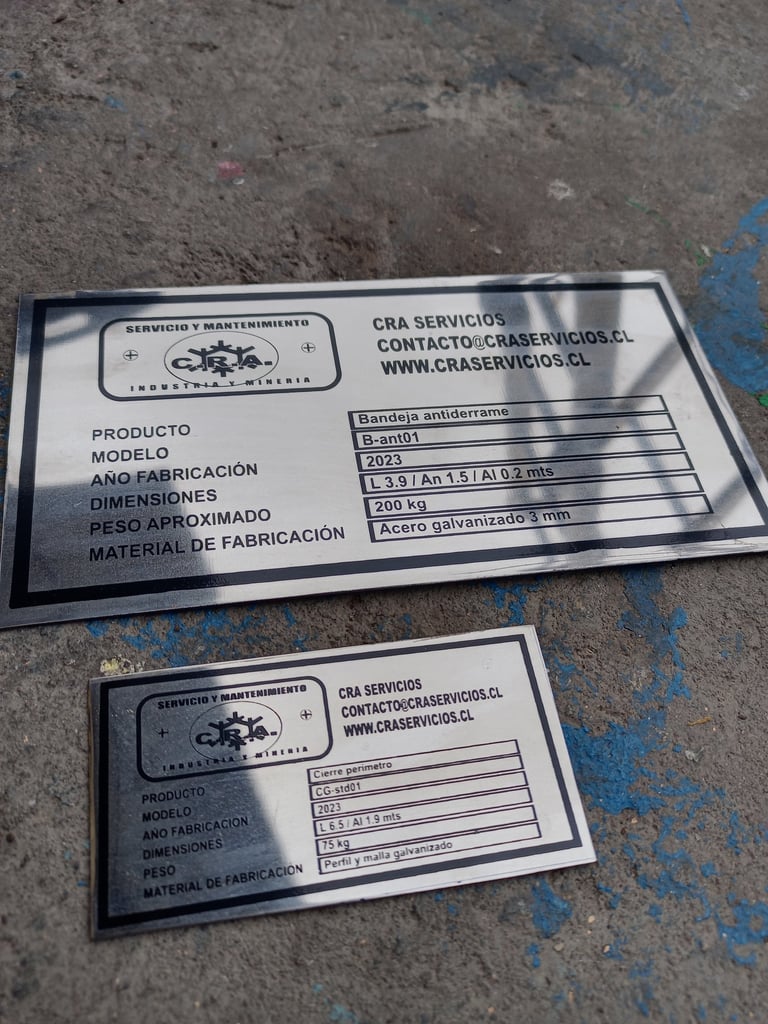 SERVICIO Y MANTENIMIENTO
C.R.A.
INDUSTRIA Y MINERIA
CRA SERVICIOS
CONTACTO@CRASERVICIOS.CL
WWW.CRASERVICIOS.CL
PRODUCTO Bandeja antiderrame
MODELO B-ant01
AÑO FABRICACIÓN 2023
DIMENSIONES L 3.9 / An 1.5 / Al 0.2 mts
PESO APROXIMADO 200 kg
MATERIAL DE FABRICACIÓN Acero galvanizado 3 mm
SERVICIO Y MANTENIMIENTO
C.R.A.
INDUSTRIA Y MINERIA
CRA SERVICIOS
CONTACTO@CRASERVICIOS.CL
WWW.CRASERVICIOS.CL
PRODUCTO Cierre perimetro
MODELO CG-std01
AÑO FABRICACION 2023
DIMENSIONES L 6.5 / Al 1.9 mts
PESO 75 kg
MATERIAL DE FABRICACIÓN Perfil y malla galvanizado